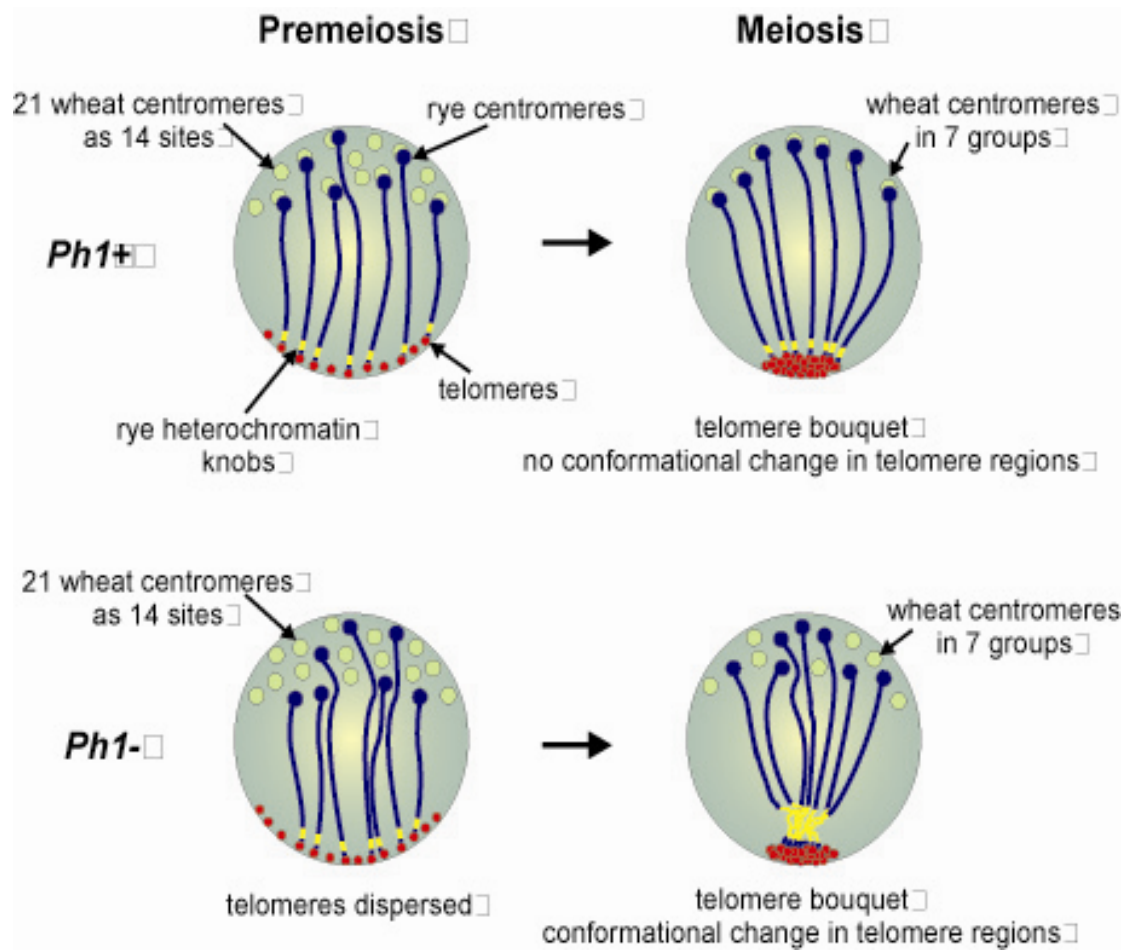 Premeiosis
Meiosis
21 wheat centromeres
as 14 sites
rye centromeres
wheat centromeres
in 7 groups
Ph1+
telomeres
rye heterochromatin
knobs
telomere bouquet
no conformational change in telomere regions
21 wheat centromeres
as 14 sites
wheat centromeres
in 7 groups
Ph1-
telomeres dispersed
telomere bouquet
conformational change in telomere regions